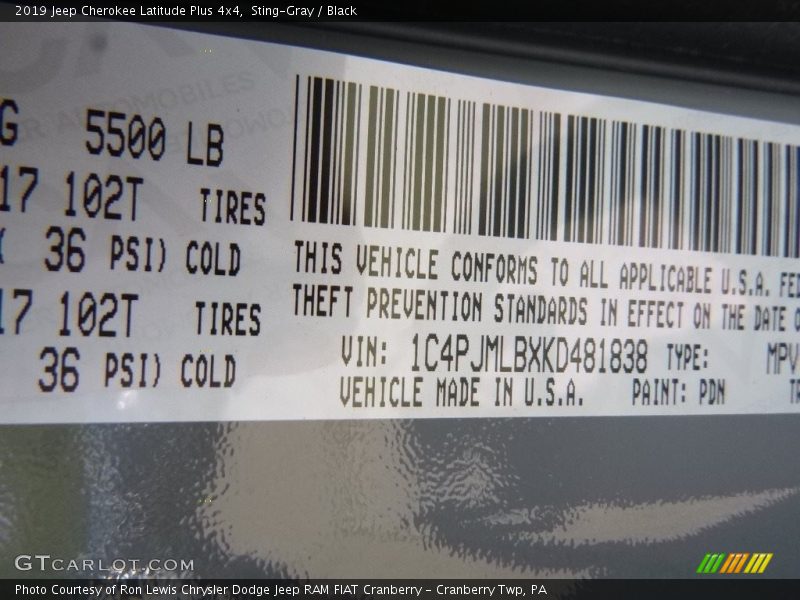 2019 Jeep Cherokee Latitude Plus 4x4, Sting-Gray / Black
G 5500 LB
17 102T TIRES
36 PSI) COLD
17 102T TIRES
36 PSI) COLD
THIS VEHICLE CONFORMS TO ALL APPLICABLE U.S.A. FED
THEFT PREVENTION STANDARDS IN EFFECT ON THE DATE O
VIN: 1C4PJMLBXKD481838 TYPE: MPV
VEHICLE MADE IN U.S.A. PAINT: PDN TR
GTcarlot.com
Photo Courtesy of Ron Lewis Chrysler Dodge Jeep RAM FIAT Cranberry - Cranberry Twp, PA